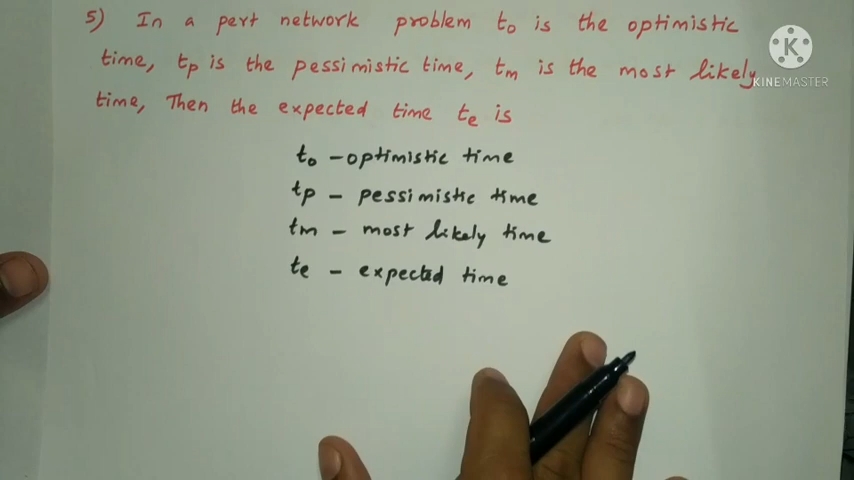 5) In a pert network problem to is the optimistic
time, tp is the pessimistic time, tm is the most likely
time, Then the expected time te is
to - optimistic time
tp - pessimistic time
tm - most likely time
te - expected time
K
KINEMASTER